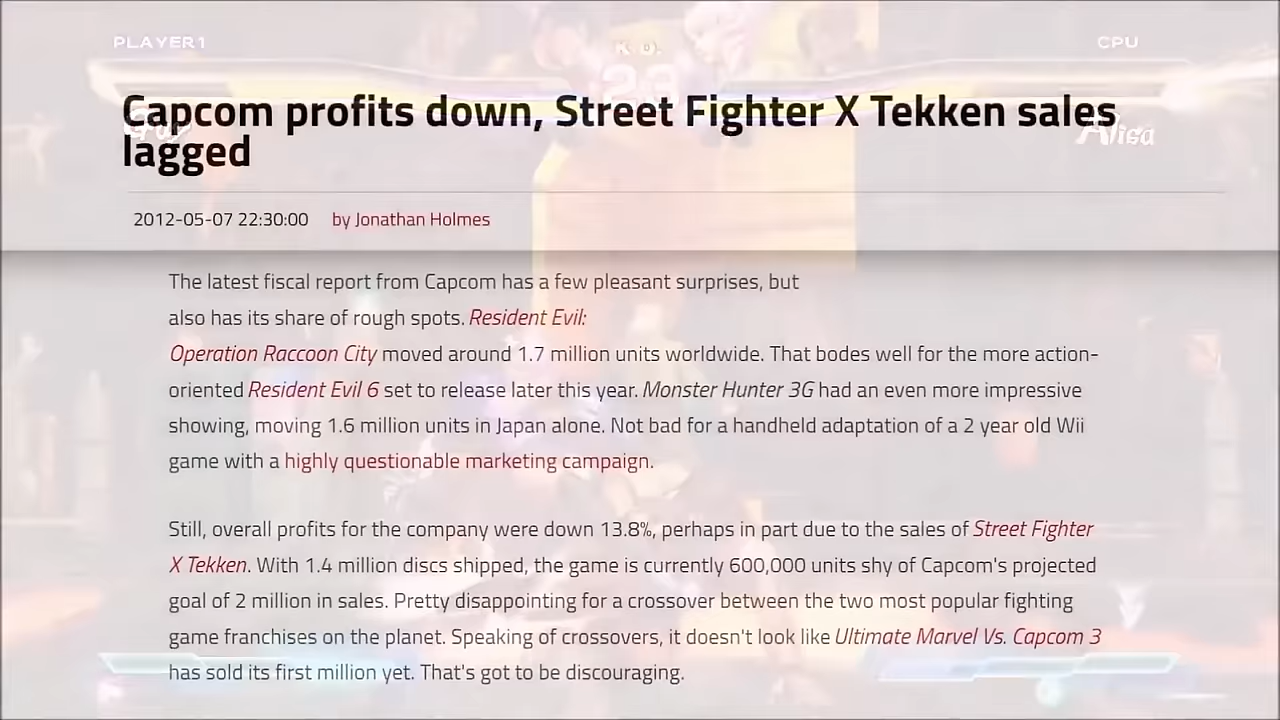 PLAYER1
CPU
K.O.
Capcom profits down, Street Fighter X Tekken sales
lagged
Alisa
2012-05-07 22:30:00 by Jonathan Holmes
The latest fiscal report from Capcom has a few pleasant surprises, but
also has its share of rough spots. Resident Evil:
Operation Raccoon City moved around 1.7 million units worldwide. That bodes well for the more action-
oriented Resident Evil 6 set to release later this year. Monster Hunter 3G had an even more impressive
showing, moving 1.6 million units in Japan alone. Not bad for a handheld adaptation of a 2 year old Wii
game with a highly questionable marketing campaign.
Still, overall profits for the company were down 13.8%, perhaps in part due to the sales of Street Fighter
X Tekken. With 1.4 million discs shipped, the game is currently 600,000 units shy of Capcom's projected
goal of 2 million in sales. Pretty disappointing for a crossover between the two most popular fighting
game franchises on the planet. Speaking of crossovers, it doesn't look like Ultimate Marvel Vs. Capcom 3
has sold its first million yet. That's got to be discouraging.